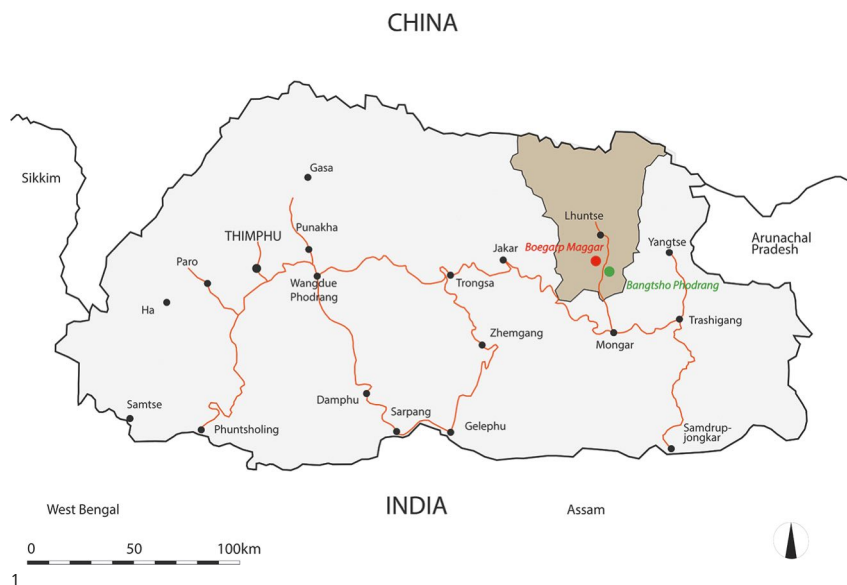 CHINA
Sikkim
Gasa
THIMPHU
Punakha
Paro
Ha
Wangdue
Phodrang
Trongsa
Jakar
Lhuntse
Boegarp Maggar
Bangtsho Phodrang
Yangtse
Arunachal
Pradesh
Zhemgang
Mongar
Trashigang
Damphu
Sarpang
Gelephu
Samtse
Phuntsholing
Samdrup-
jongkar
West Bengal
INDIA
Assam
0 50 100km
1